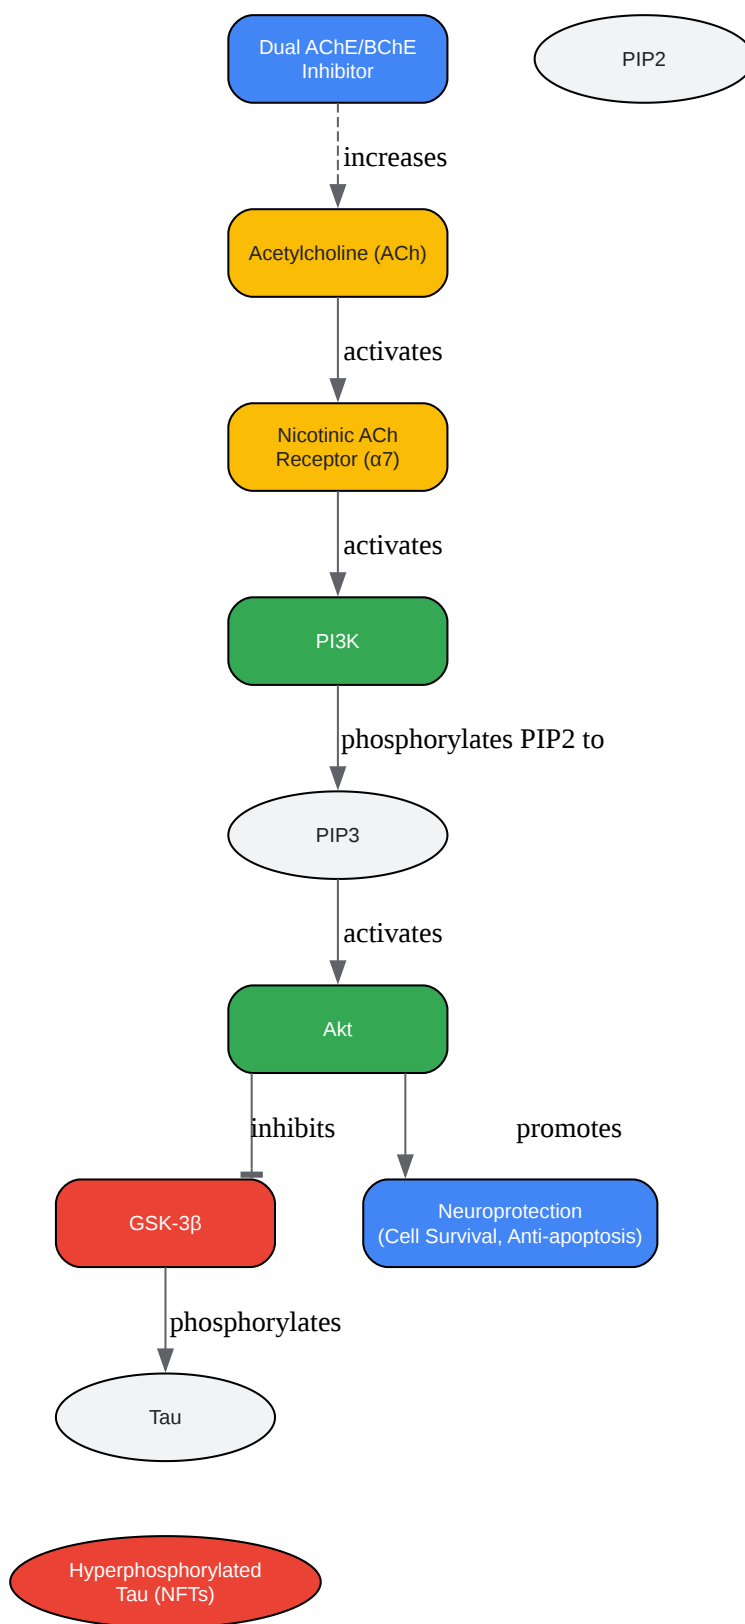 Dual AChE/BChE
Inhibitor
PIP2
increases
Acetylcholine (ACh)
activates
Nicotinic ACh
Receptor (α7)
activates
PI3K
phosphorylates PIP2 to
PIP3
activates
Akt
inhibits
promotes
GSK-3β
Neuroprotection
(Cell Survival, Anti-apoptosis)
phosphorylates
Tau
Hyperphosphorylated
Tau (NFTs)